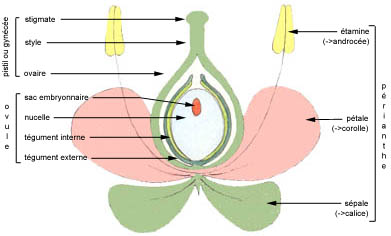 pistil ou gynécée
stigmate
style
ovaire
ovule
sac embryonnaire
nucelle
tégument interne
tégument externe
étamine
(->androcée)
pétale
(->corolle)
sépale
(->calice)
périanthe